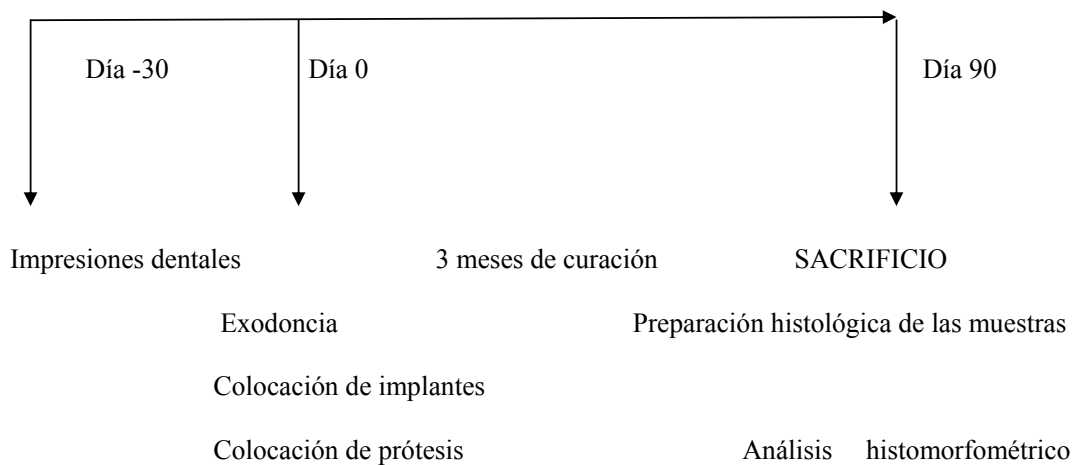 Día -30 Día 0 Día 90
Impresiones dentales 3 meses de curación SACRIFICIO
Exodoncia Preparación histológica de las muestras
Colocación de implantes
Colocación de prótesis Análisis histomorfométrico